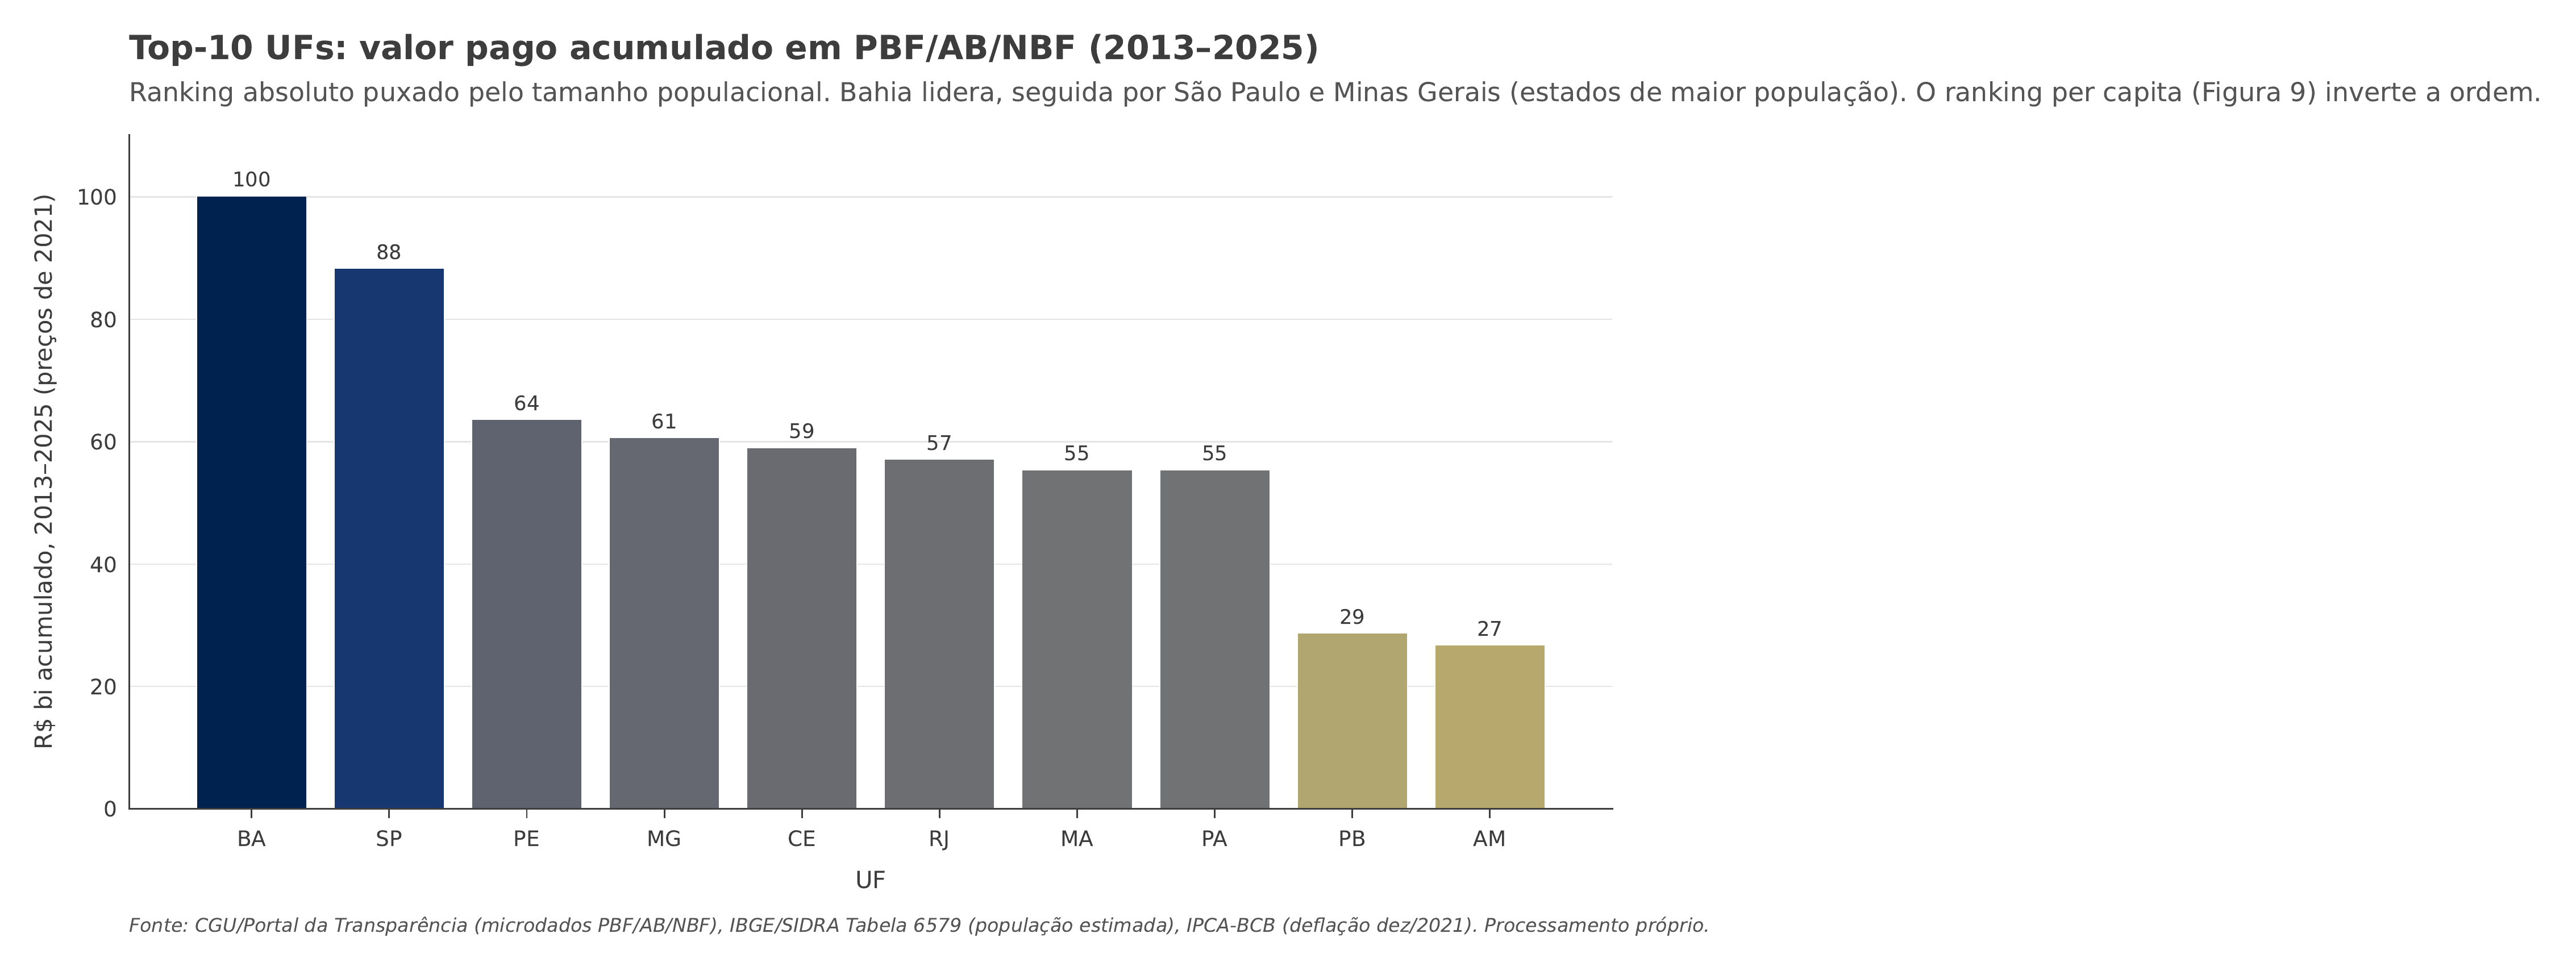 Top-10 UFs: valor pago acumulado em PBF/AB/NBF (2013–2025)
Ranking absoluto puxado pelo tamanho populacional. Bahia lidera, seguida por São Paulo e Minas Gerais (estados de maior população). O ranking per capita (Figura 9) inverte a ordem.
R$ bi acumulado, 2013–2025 (preços de 2021)
100
80
60
40
20
0
100
88
64
61
59
57
55
55
29
27
BA
SP
PE
MG
CE
RJ
MA
PA
PB
AM
UF
Fonte: CGU/Portal da Transparência (microdados PBF/AB/NBF), IBGE/SIDRA Tabela 6579 (população estimada), IPCA-BCB (deflação dez/2021). Processamento próprio.